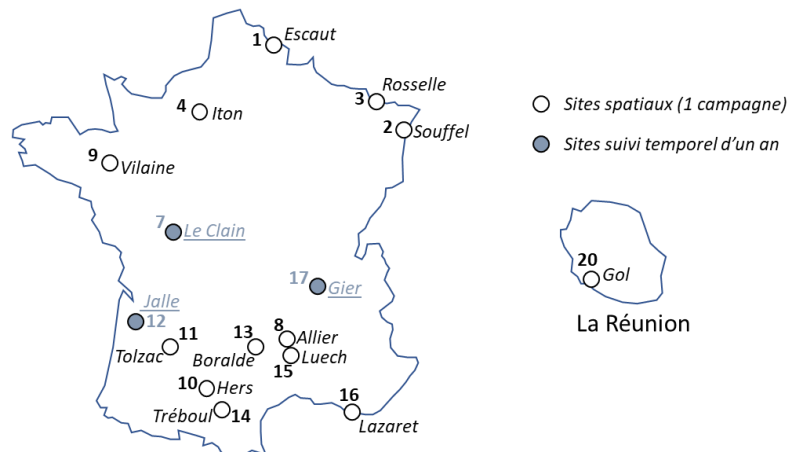 1 Escaut
Rosselle
3
4 Iton
2 Souffel
9 Vilaine
Sites spatiaux (1 campagne)
Sites suivi temporel d'un an
7 Le Clain
17 Gier
20
Gol
La Réunion
Jalle
12
11
Tolzac
13
Boralde
8
Allier
15
Luech
10 Hers
Tréboul 14
16
Lazaret